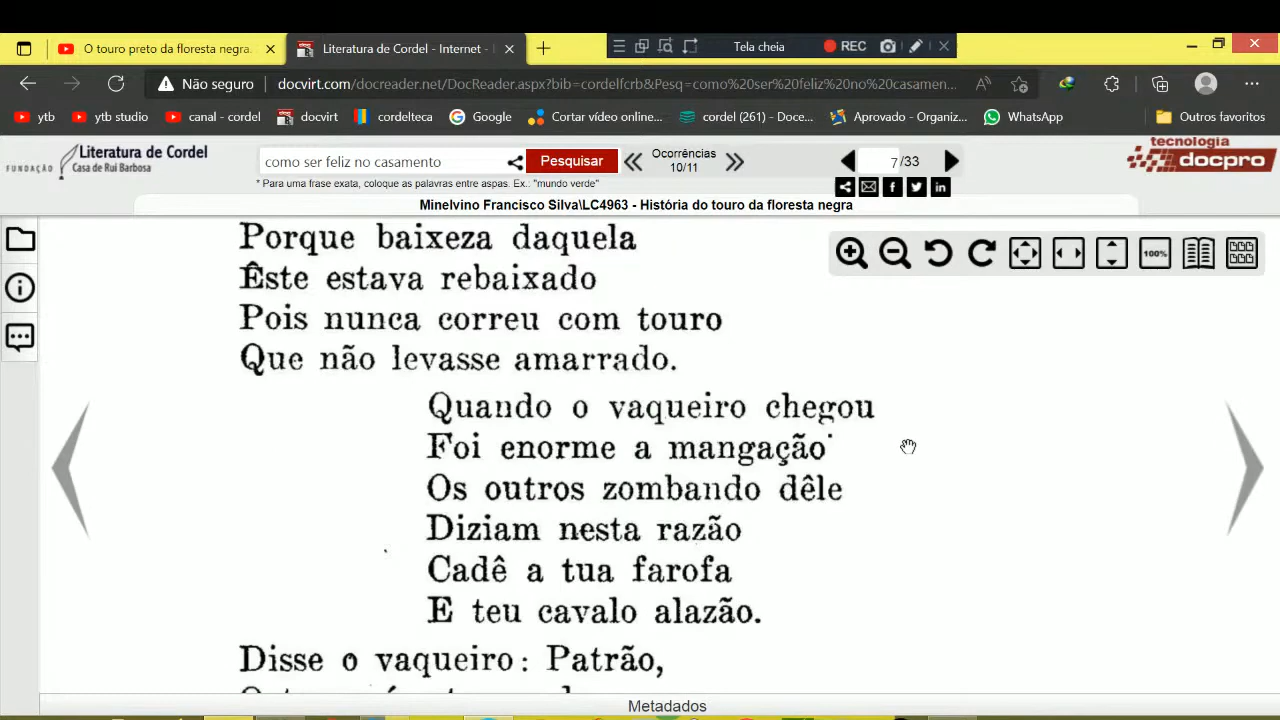 O touro preto da floresta negra.
Literatura de Cordel - Internet -
Tela cheia
REC
Não seguro
docvirt.com/docreader.net/DocReader.aspx?bib=cordelfcrb&Pesq=como%20ser%20feliz%20no%20casamen...
ytb
ytb studio
canal - cordel
docvirt
cordelteca
Google
Cortar vídeo online...
cordel (261) - Doce...
Aprovado - Organiz...
WhatsApp
Outros favoritos
FUNDAÇÃO
Literatura de Cordel
Casa de Rui Barbosa
como ser feliz no casamento
Pesquisar
Ocorrências
10/11
7 /33
tecnologia
docpro
* Para uma frase exata, coloque as palavras entre aspas. Ex.: "mundo verde"
Minelvino Francisco Silva\LC4963 - História do touro da floresta negra
100%
Porque baixeza daquela
Êste estava rebaixado
Pois nunca correu com touro
Que não levasse amarrado.
Quando o vaqueiro chegou
Foi enorme a mangação
Os outros zombando dêle
Diziam nesta razão
Cadê a tua farofa
E teu cavalo alazão.
Disse o vaqueiro: Patrão,
Metadados